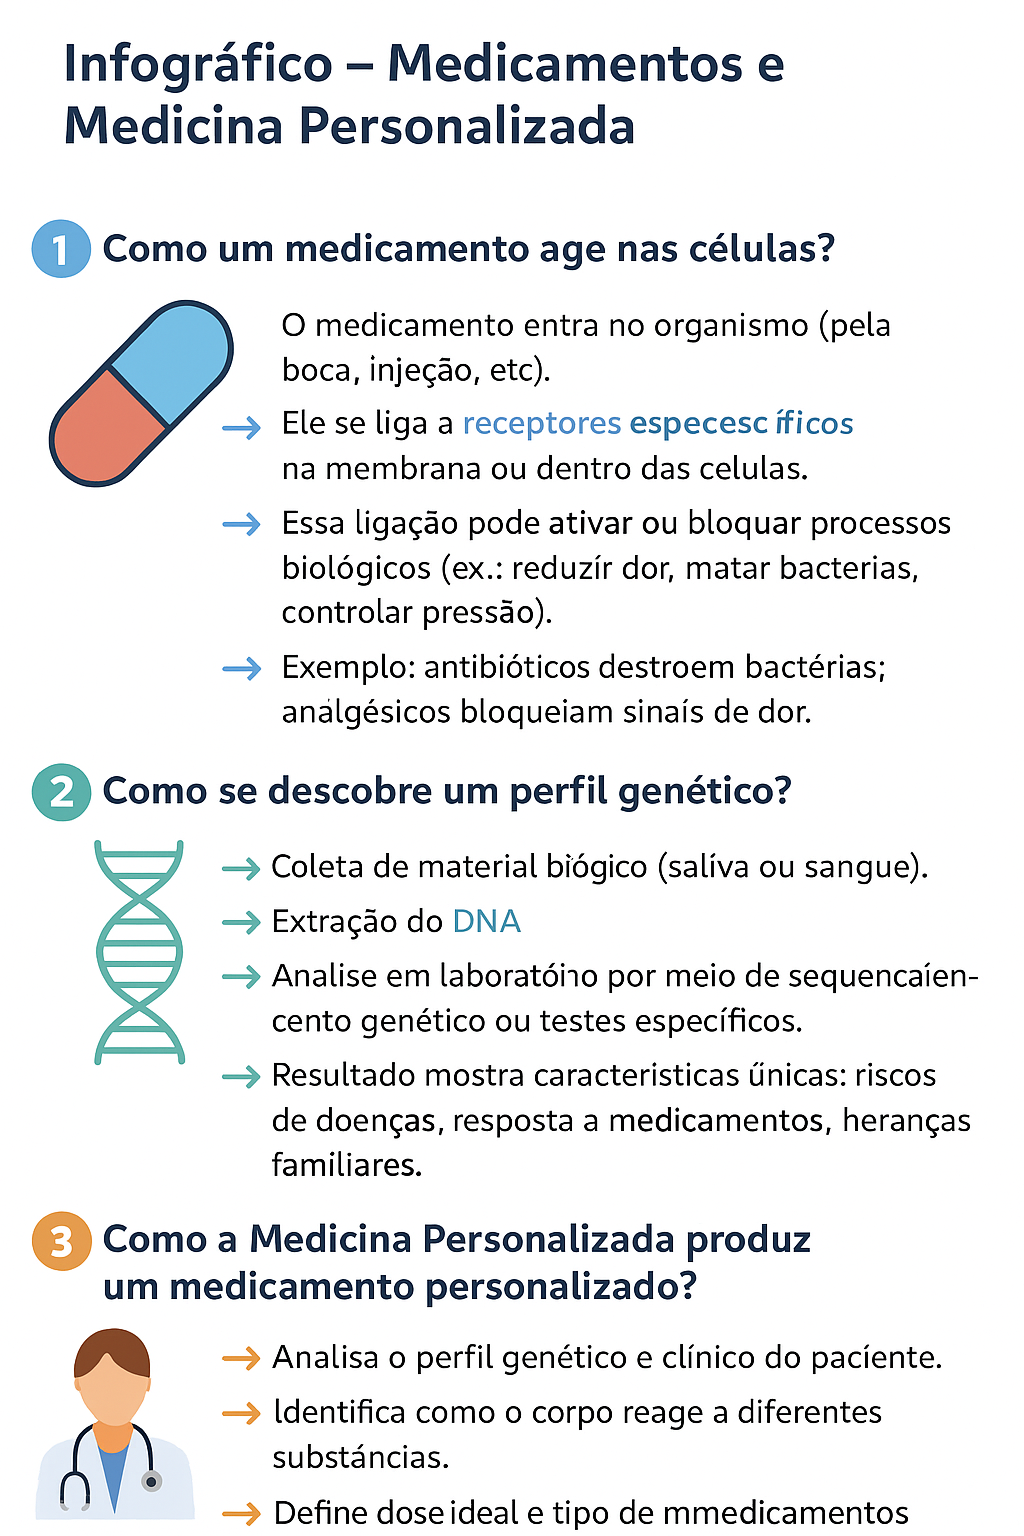 Infográfico – Medicamentos e
Medicina Personalizada
1 Como um medicamento age nas células?
O medicamento entra no organismo (pela
boca, injeção, etc).
→ Ele se liga a receptores especesc íficos
na membrana ou dentro das celulas.
→ Essa ligação pode ativar ou bloquar processos
biológicos (ex.: reduzír dor, matar bacterias,
controlar pressão).
→ Exemplo: antibióticos destroem bactérias;
analgésicos bloqueiam sinaís de dor.
2 Como se descobre um perfil genético?
→ Coleta de material biógico (salíva ou sangue).
→ Extração do DNA
→ Analise em laboratóino por meio de sequencaíen-
cento genético ou testes específicos.
→ Resultado mostra caracteristicas űnicas: riscos
de doenças, resposta a medicamentos, heranças
familiares.
3 Como a Medicina Personalizada produz
um medicamento personalizado?
→ Analisa o perfil genético e clínico do pacíente.
→ Identifica como o corpo reage a diferentes
substáncias.
→ Define dose ideal e tipo de mmedicamentos